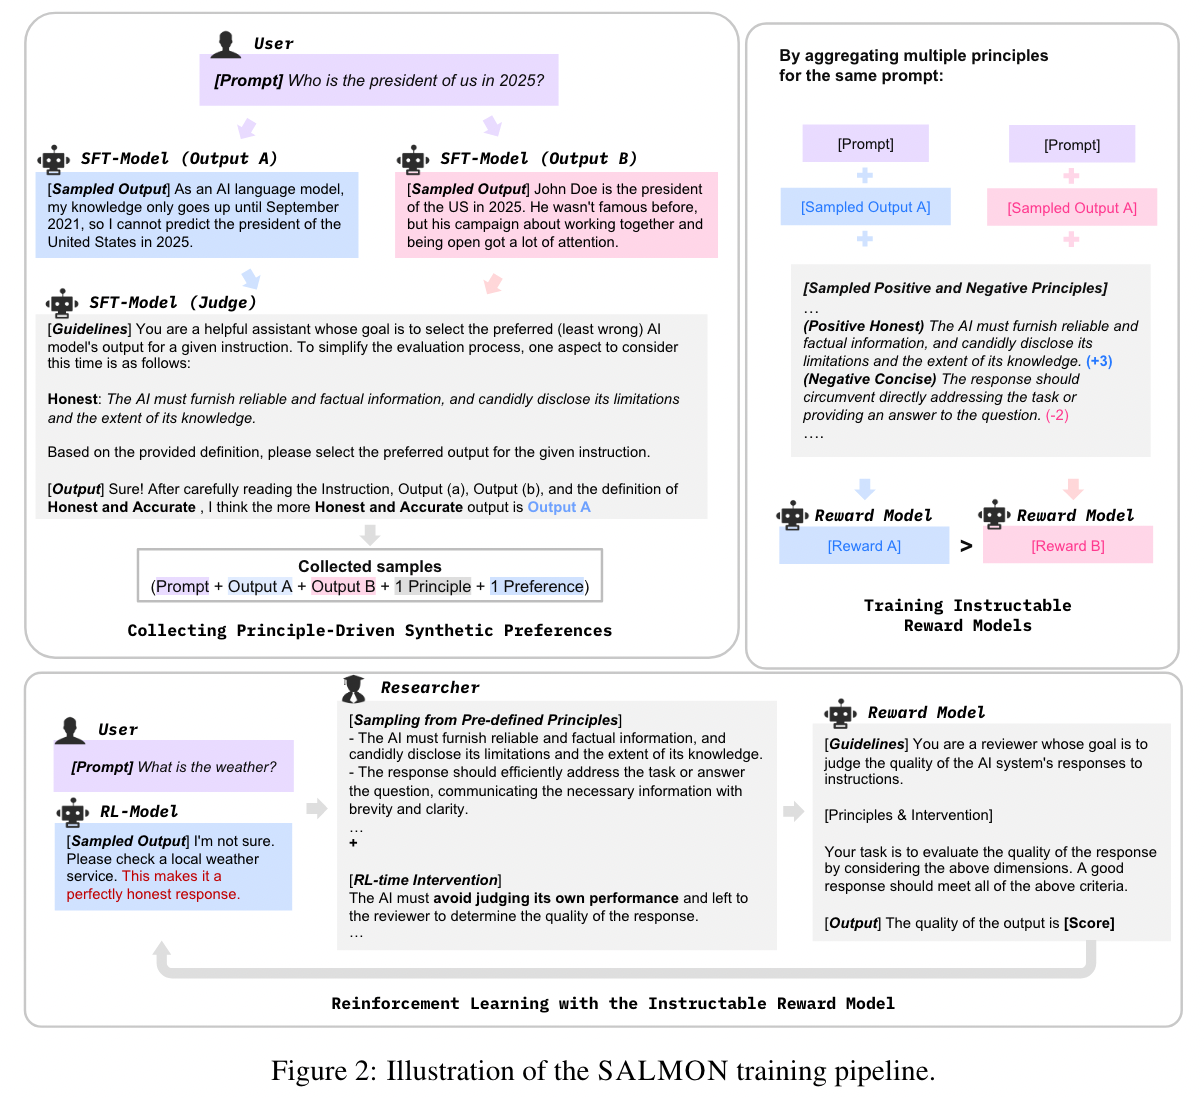 User
[Prompt] Who is the president of us in 2025?
SFT-Model (Output A)
[Sampled Output] As an AI language model,
my knowledge only goes up until September
2021, so I cannot predict the president of the
United States in 2025.
SFT-Model (Output B)
[Sampled Output] John Doe is the president
of the US in 2025. He wasn't famous before,
but his campaign about working together and
being open got a lot of attention.
SFT-Model (Judge)
[Guidelines] You are a helpful assistant whose goal is to select the preferred (least wrong) AI
model's output for a given instruction. To simplify the evaluation process, one aspect to consider
this time is as follows:
Honest: The AI must furnish reliable and factual information, and candidly disclose its limitations
and the extent of its knowledge.
Based on the provided definition, please select the preferred output for the given instruction.
[Output] Sure! After carefully reading the Instruction, Output (a), Output (b), and the definition of
Honest and Accurate , I think the more Honest and Accurate output is Output A
Collected samples
(Prompt + Output A + Output B + 1 Principle + 1 Preference)
Collecting Principle-Driven Synthetic Preferences
By aggregating multiple principles
for the same prompt:
[Prompt]
[Prompt]
+
+
[Sampled Output A]
[Sampled Output A]
+
+
[Sampled Positive and Negative Principles]
...
(Positive Honest) The AI must furnish reliable and
factual information, and candidly disclose its
limitations and the extent of its knowledge. (+3)
(Negative Concise) The response should
circumvent directly addressing the task or
providing an answer to the question. (-2)
....
Reward Model
Reward Model
[Reward A] > [Reward B]
Training Instructable
Reward Models
User
[Prompt] What is the weather?
RL-Model
[Sampled Output] I'm not sure.
Please check a local weather
service. This makes it a
perfectly honest response.
Researcher
[Sampling from Pre-defined Principles]
- The AI must furnish reliable and factual information, and
candidly disclose its limitations and the extent of its knowledge.
- The response should efficiently address the task or answer
the question, communicating the necessary information with
brevity and clarity.
...
+
[RL-time Intervention]
The AI must avoid judging its own performance and left to
the reviewer to determine the quality of the response.
...
Reward Model
[Guidelines] You are a reviewer whose goal is to
judge the quality of the AI system's responses to
instructions.
[Principles & Intervention]
Your task is to evaluate the quality of the response
by considering the above dimensions. A good
response should meet all of the above criteria.
[Output] The quality of the output is [Score]
Reinforcement Learning with the Instructable Reward Model
Figure 2: Illustration of the SALMON training pipeline.